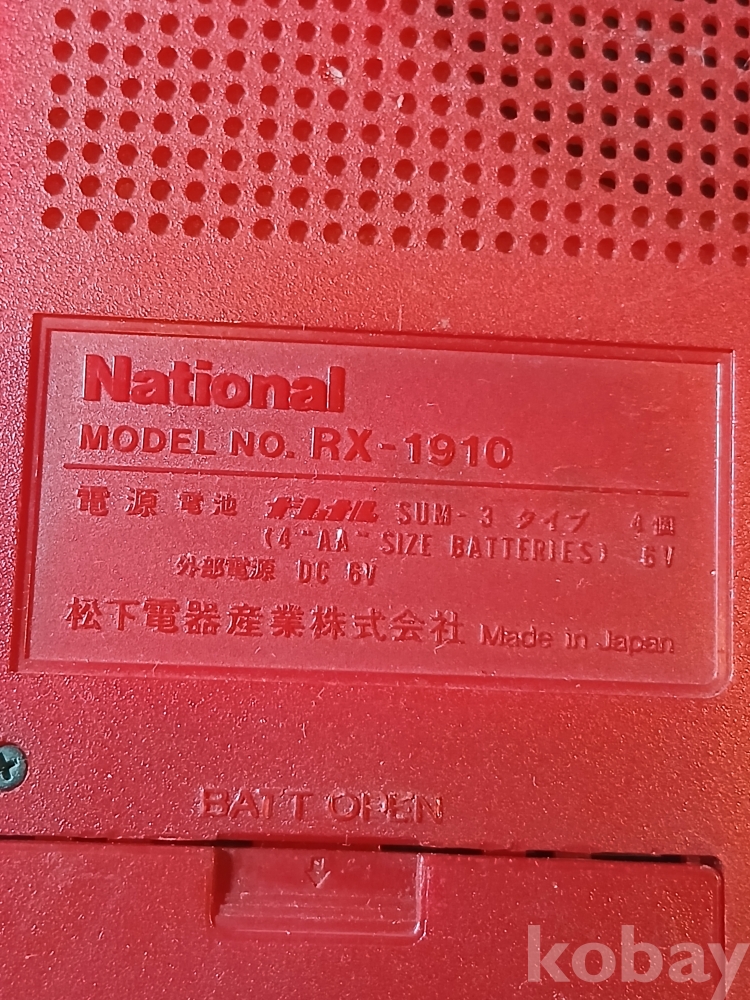 National
MODEL NO. RX-1910
電源 電池 ナショナル SUM-3 タイプ 4個
(4 "AA" SIZE BATTERIES) 6V
外部電源 DC 6V
松下電器産業株式会社 Made in Japan
BATT OPEN
kobay